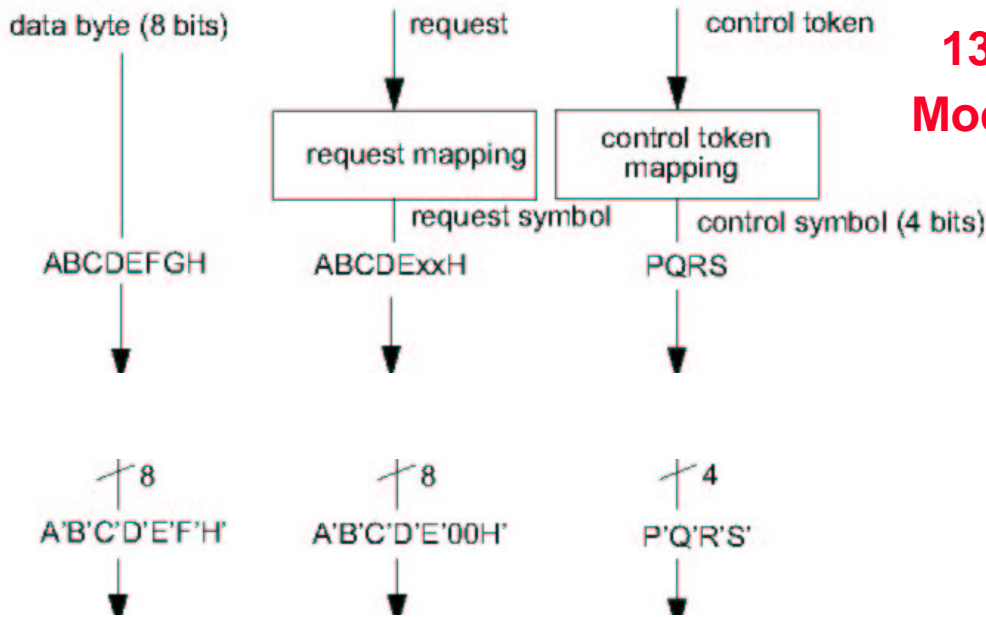 data byte (8 bits)
request
control token
13
request mapping
control token
mapping
request symbol
control symbol (4 bits)
ABCDEFGH
ABCDExxH
PQRS
8
8
4
A'B'C'D'E'F'H'
A'B'C'D'E'00H'
P'Q'R'S'